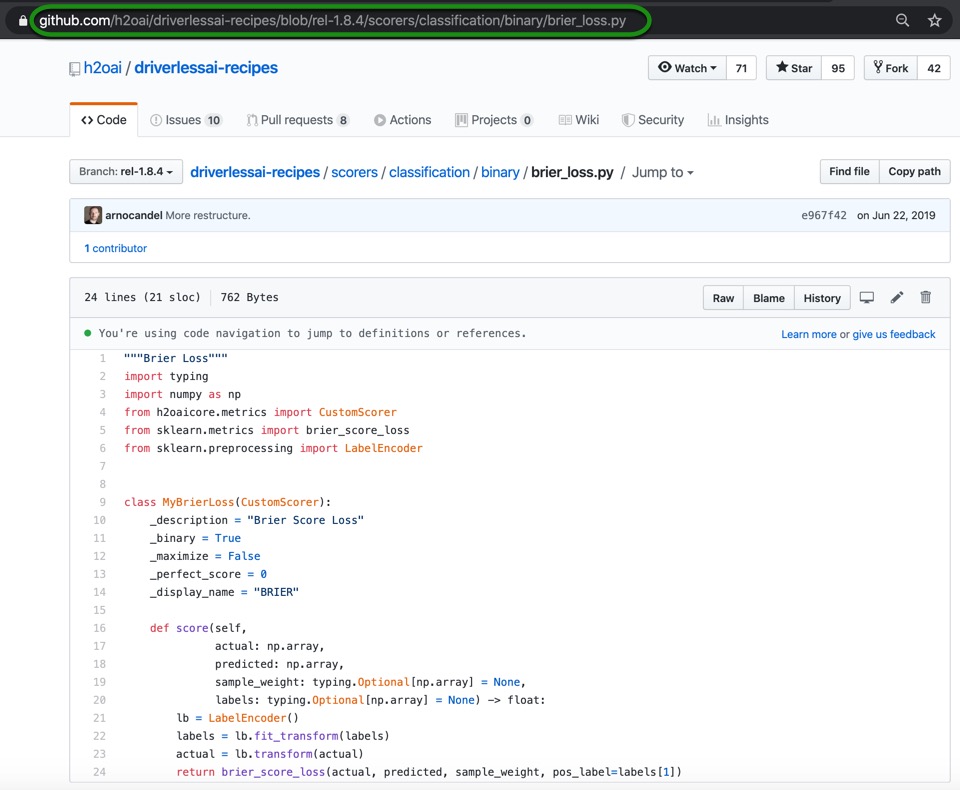 github.com/h2oai/driverlessai-recipes/blob/rel-1.8.4/scorers/classification/binary/brier_loss.py
h2oai / driverlessai-recipes
Watch 71 Star 95 Fork 42
Code Issues 10 Pull requests 8 Actions Projects 0 Wiki Security Insights
Branch: rel-1.8.4 driverlessai-recipes / scorers / classification / binary / brier_loss.py / Jump to Find file Copy path
arnocandel More restructure. e967f42 on Jun 22, 2019
1 contributor
24 lines (21 sloc) 762 Bytes Raw Blame History
You're using code navigation to jump to definitions or references. Learn more or give us feedback
1 """Brier Loss"""
2 import typing
3 import numpy as np
4 from h2oaicore.metrics import CustomScorer
5 from sklearn.metrics import brier_score_loss
6 from sklearn.preprocessing import LabelEncoder
7
8
9 class MyBrierLoss(CustomScorer):
10     _description = "Brier Score Loss"
11     _binary = True
12     _maximize = False
13     _perfect_score = 0
14     _display_name = "BRIER"
15
16     def score(self,
17               actual: np.array,
18               predicted: np.array,
19               sample_weight: typing.Optional[np.array] = None,
20               labels: typing.Optional[np.array] = None) -> float:
21         lb = LabelEncoder()
22         labels = lb.fit_transform(labels)
23         actual = lb.transform(actual)
24         return brier_score_loss(actual, predicted, sample_weight, pos_label=labels[1])